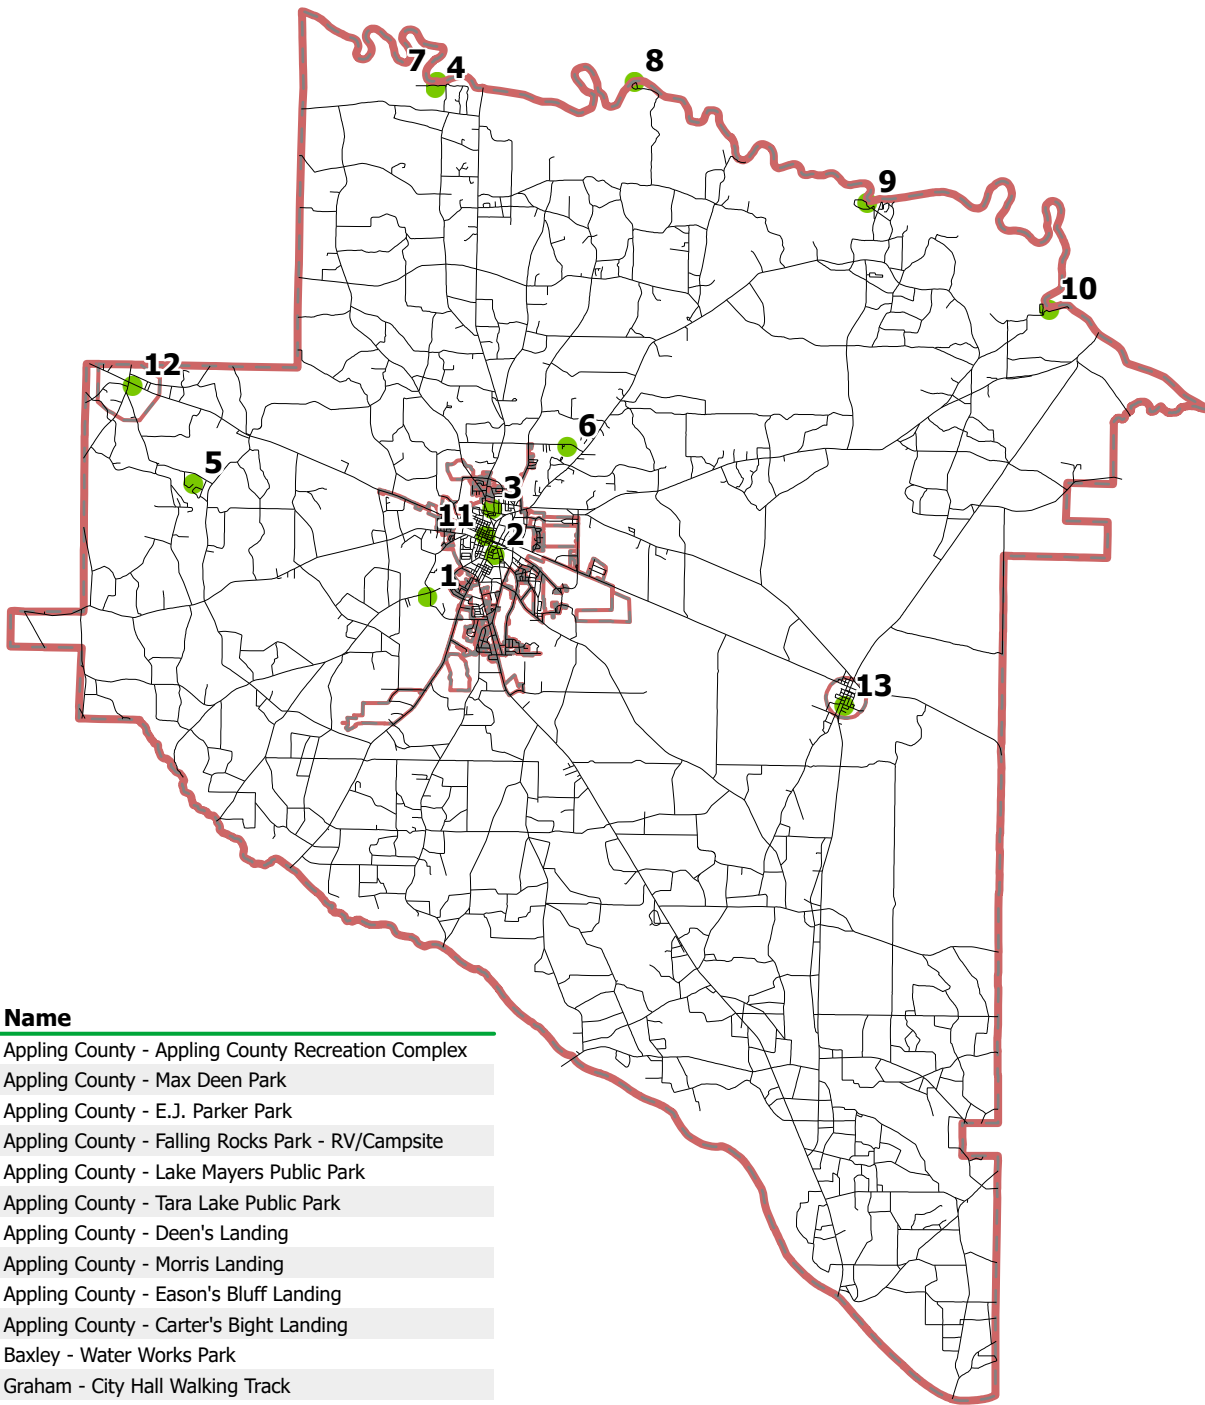 7
4
8
9
10
12
6
5
3
11
2
1
13
Name
Appling County - Appling County Recreation Complex
Appling County - Max Deen Park
Appling County - E.J. Parker Park
Appling County - Falling Rocks Park - RV/Campsite
Appling County - Lake Mayers Public Park
Appling County - Tara Lake Public Park
Appling County - Deen's Landing
Appling County - Morris Landing
Appling County - Eason's Bluff Landing
Appling County - Carter's Bight Landing
Baxley - Water Works Park
Graham - City Hall Walking Track